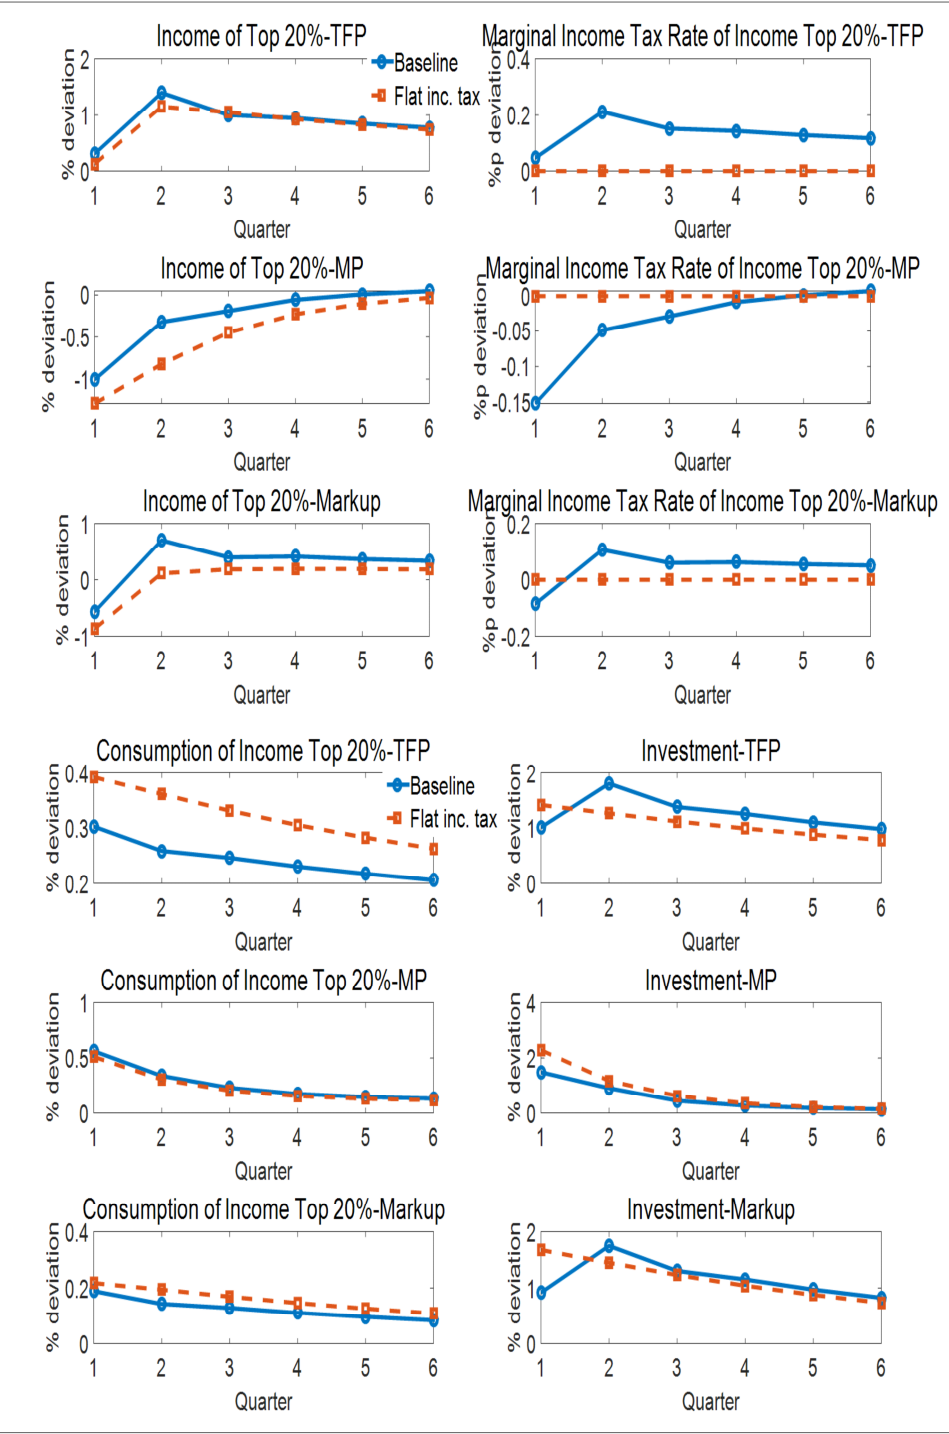 Income of Top 20%-TFP
% deviation
2
1
0
1 2 3 4 5 6
Quarter
Baseline
Flat inc. tax
Marginal Income Tax Rate of Income Top 20%-TFP
%p deviation
0.4
0.2
0
1 2 3 4 5 6
Quarter
Income of Top 20%-MP
% deviation
0
-0.5
-1
1 2 3 4 5 6
Quarter
Marginal Income Tax Rate of Income Top 20%-MP
%p deviation
0
-0.05
-0.1
-0.15
1 2 3 4 5 6
Quarter
Income of Top 20%-Markup
% deviation
1
0
-1
1 2 3 4 5 6
Quarter
Marginal Income Tax Rate of Income Top 20%-Markup
%p deviation
0.2
0
-0.2
1 2 3 4 5 6
Quarter
Consumption of Income Top 20%-TFP
% deviation
0.4
0.3
0.2
1 2 3 4 5 6
Quarter
Baseline
Flat inc. tax
Investment-TFP
% deviation
2
1
0
1 2 3 4 5 6
Quarter
Consumption of Income Top 20%-MP
% deviation
1
0.5
0
1 2 3 4 5 6
Quarter
Investment-MP
% deviation
4
2
0
1 2 3 4 5 6
Quarter
Consumption of Income Top 20%-Markup
% deviation
0.4
0.2
0
1 2 3 4 5 6
Quarter
Investment-Markup
% deviation
2
1
0
1 2 3 4 5 6
Quarter